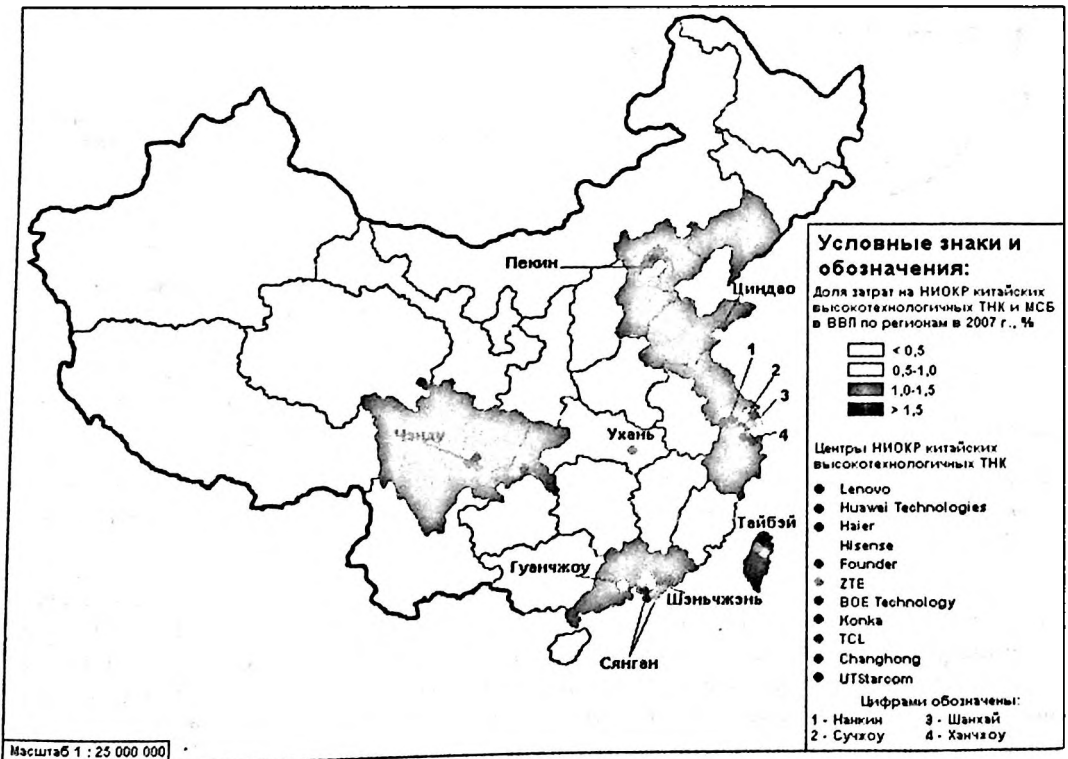 Пекин
Циндао
1
2
3
4
Чэнду
Ухань
Тайбэй
Гуанчжоу
Шэньчжэнь
Сянган
Масштаб 1 : 25 000 000
Условные знаки и
обозначения:
Доля затрат на НИОКР китайских
высокотехнологичных ТНК и МСБ
в ВВП по регионам в 2007 г., %
< 0,5
0,5-1,0
1,0-1,5
> 1,5
Центры НИОКР китайских
высокотехнологичных ТНК
Lenovo
Huawei Technologies
Haier
Hisense
Founder
ZTE
BOE Technology
Konka
TCL
Changhong
UTStarcom
Цифрами обозначены:
1 - Нанкин 3 - Шанхай
2 - Сучжоу 4 - Ханчжоу